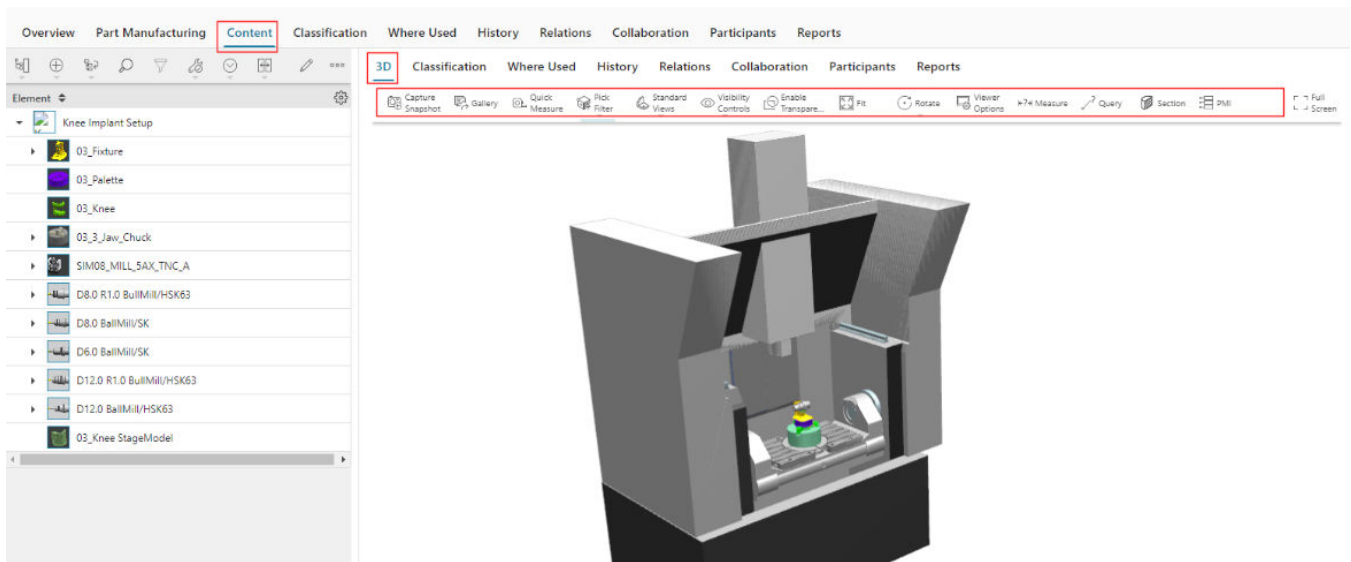 Overview Part Manufacturing Content Classification Where Used History Relations Collaboration Participants Reports
3D Classification Where Used History Relations Collaboration Participants Reports
Element
Capture Snapshot Gallery Quick Measure Pick Filter Standard Views Visibility Controls Enable Transpare... Fit Rotate Viewer Options Measure Query Section PMI Full Screen
Knee Implant Setup
03_Fixture
03_Palette
03_Knee
03_3_Jaw_Chuck
SIM08_MILL_5AX_TNC_A
D8.0 R1.0 BullMill/HSK63
D8.0 BallMill/SK
D6.0 BallMill/SK
D12.0 R1.0 BullMill/HSK63
D12.0 BallMill/HSK63
03_Knee StageModel